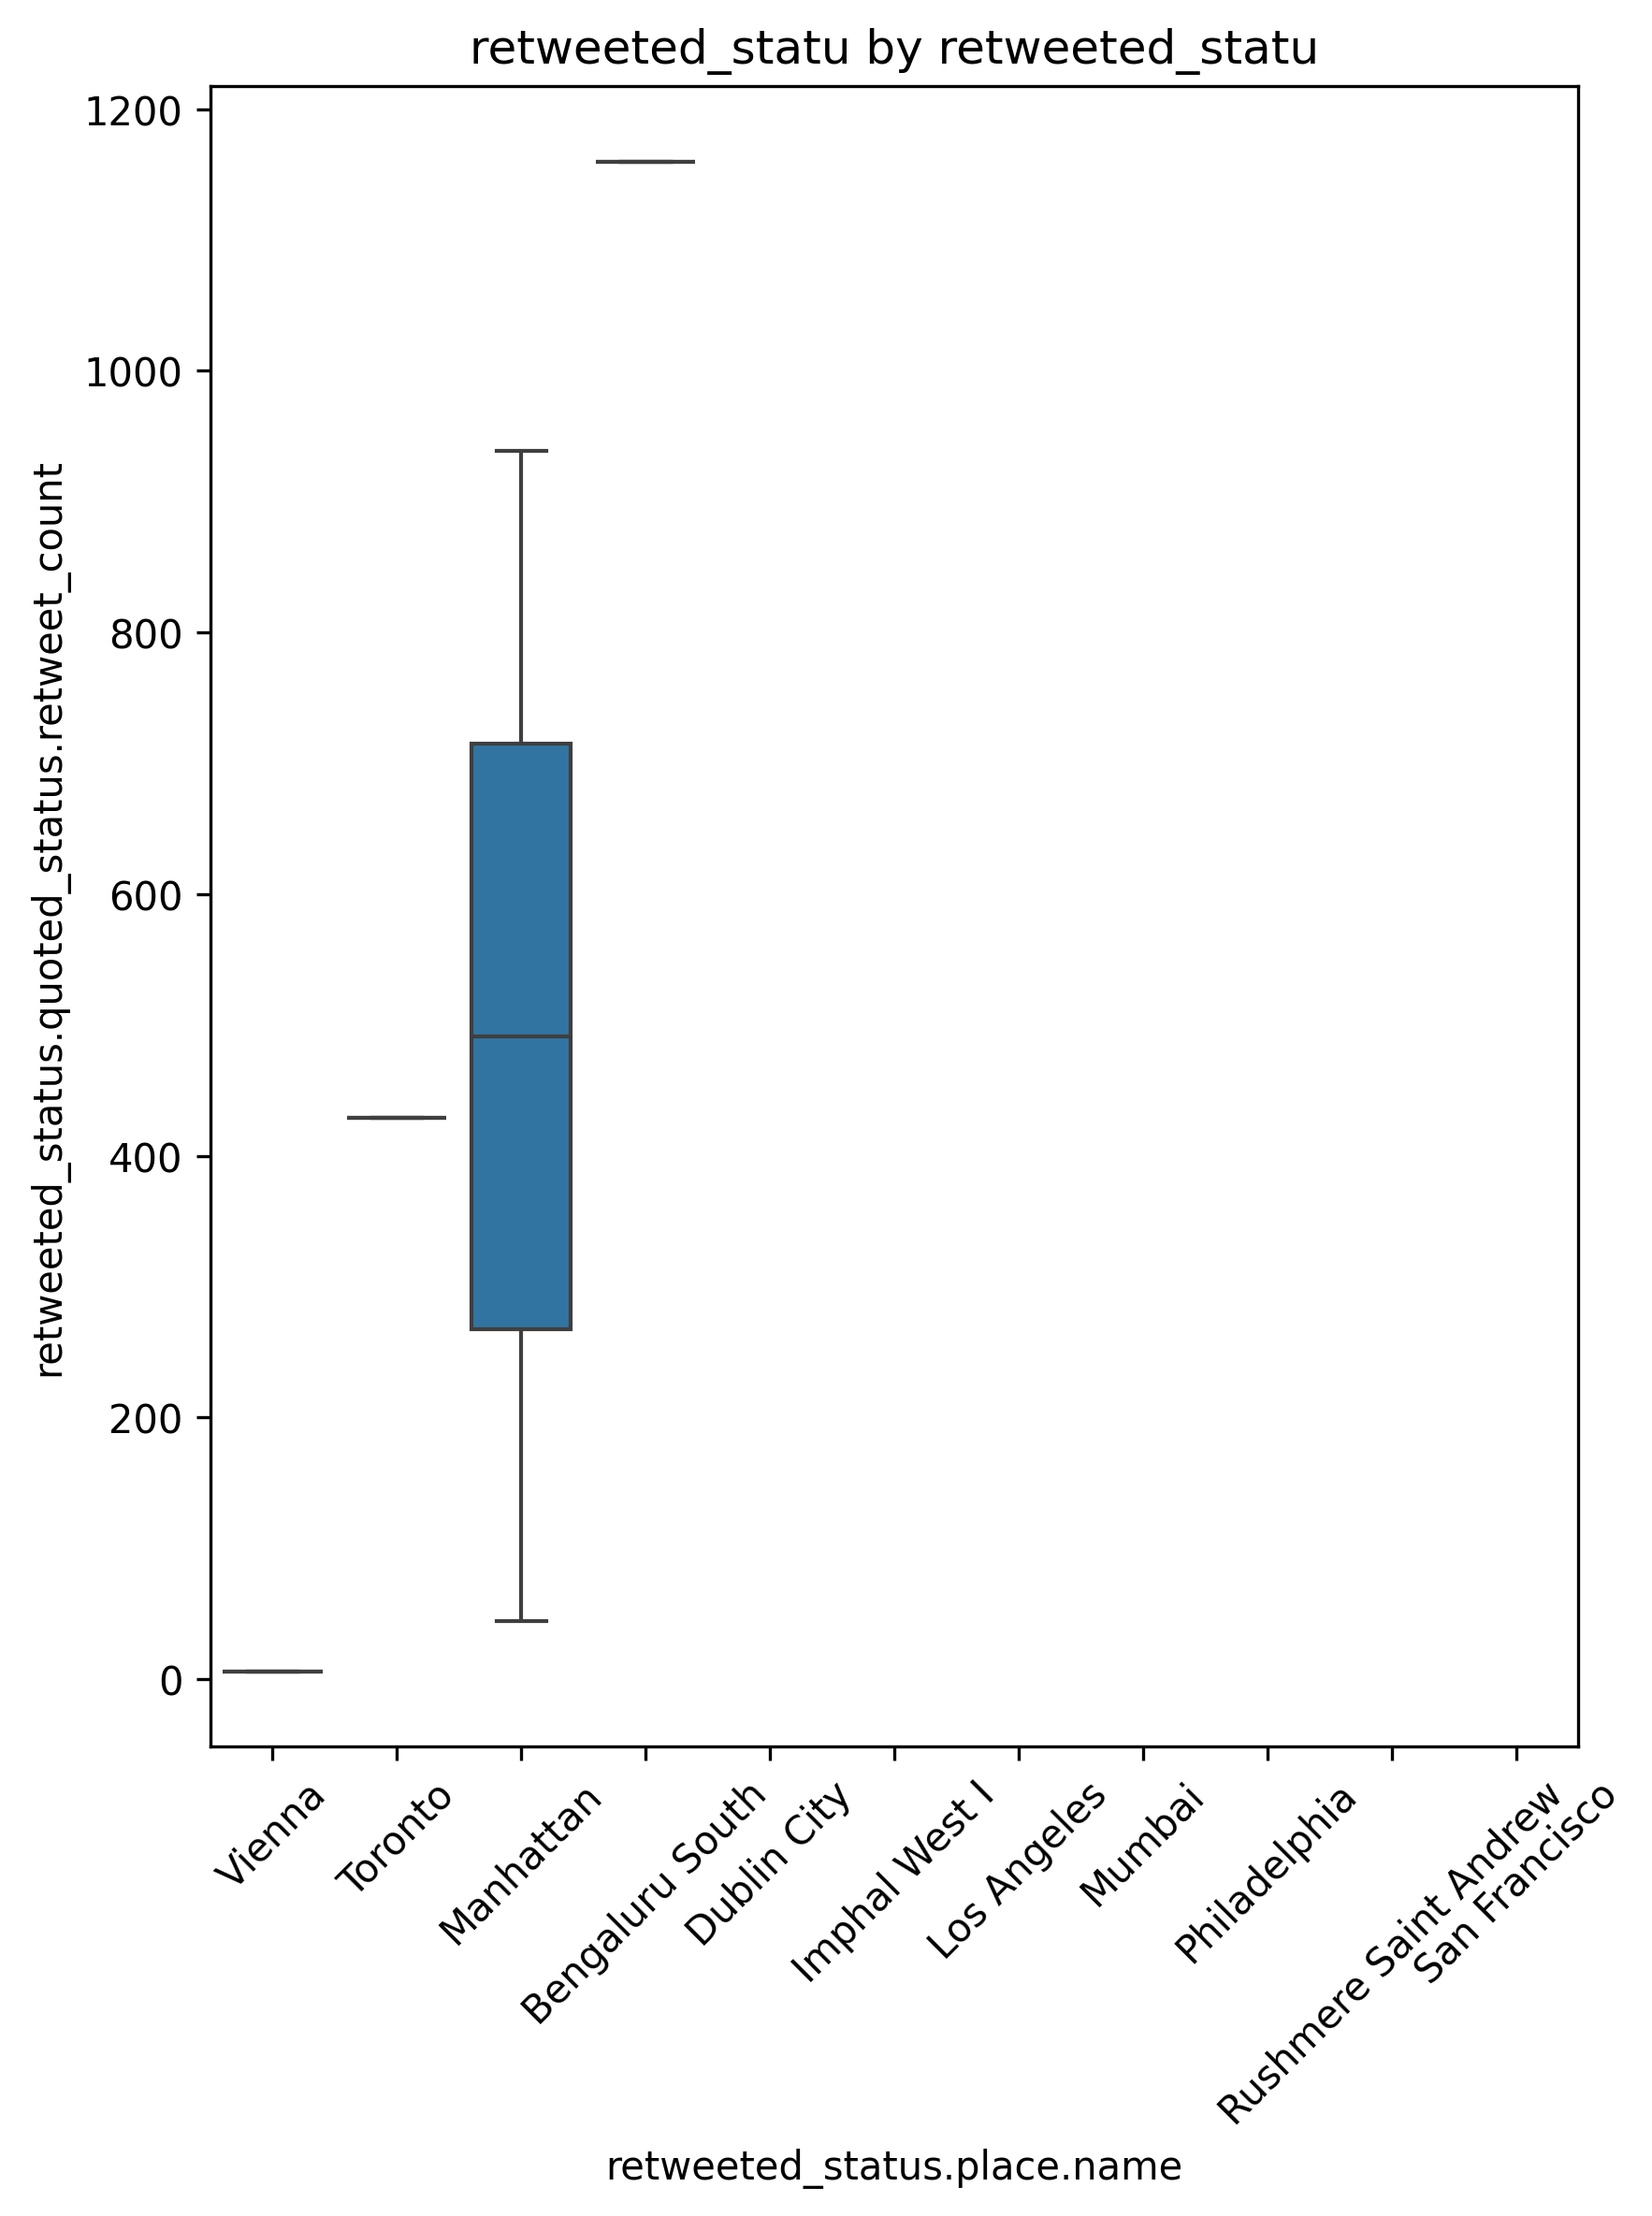 retweeted_statu by retweeted_statu
retweeted_status.quoted_status.retweet_count
1200
1000
800
600
400
200
0
Vienna
Toronto
Manhattan
Bengaluru South
Dublin City
Imphal West I
Los Angeles
Mumbai
Philadelphia
Rushmere Saint Andrew
San Francisco
retweeted_status.place.name